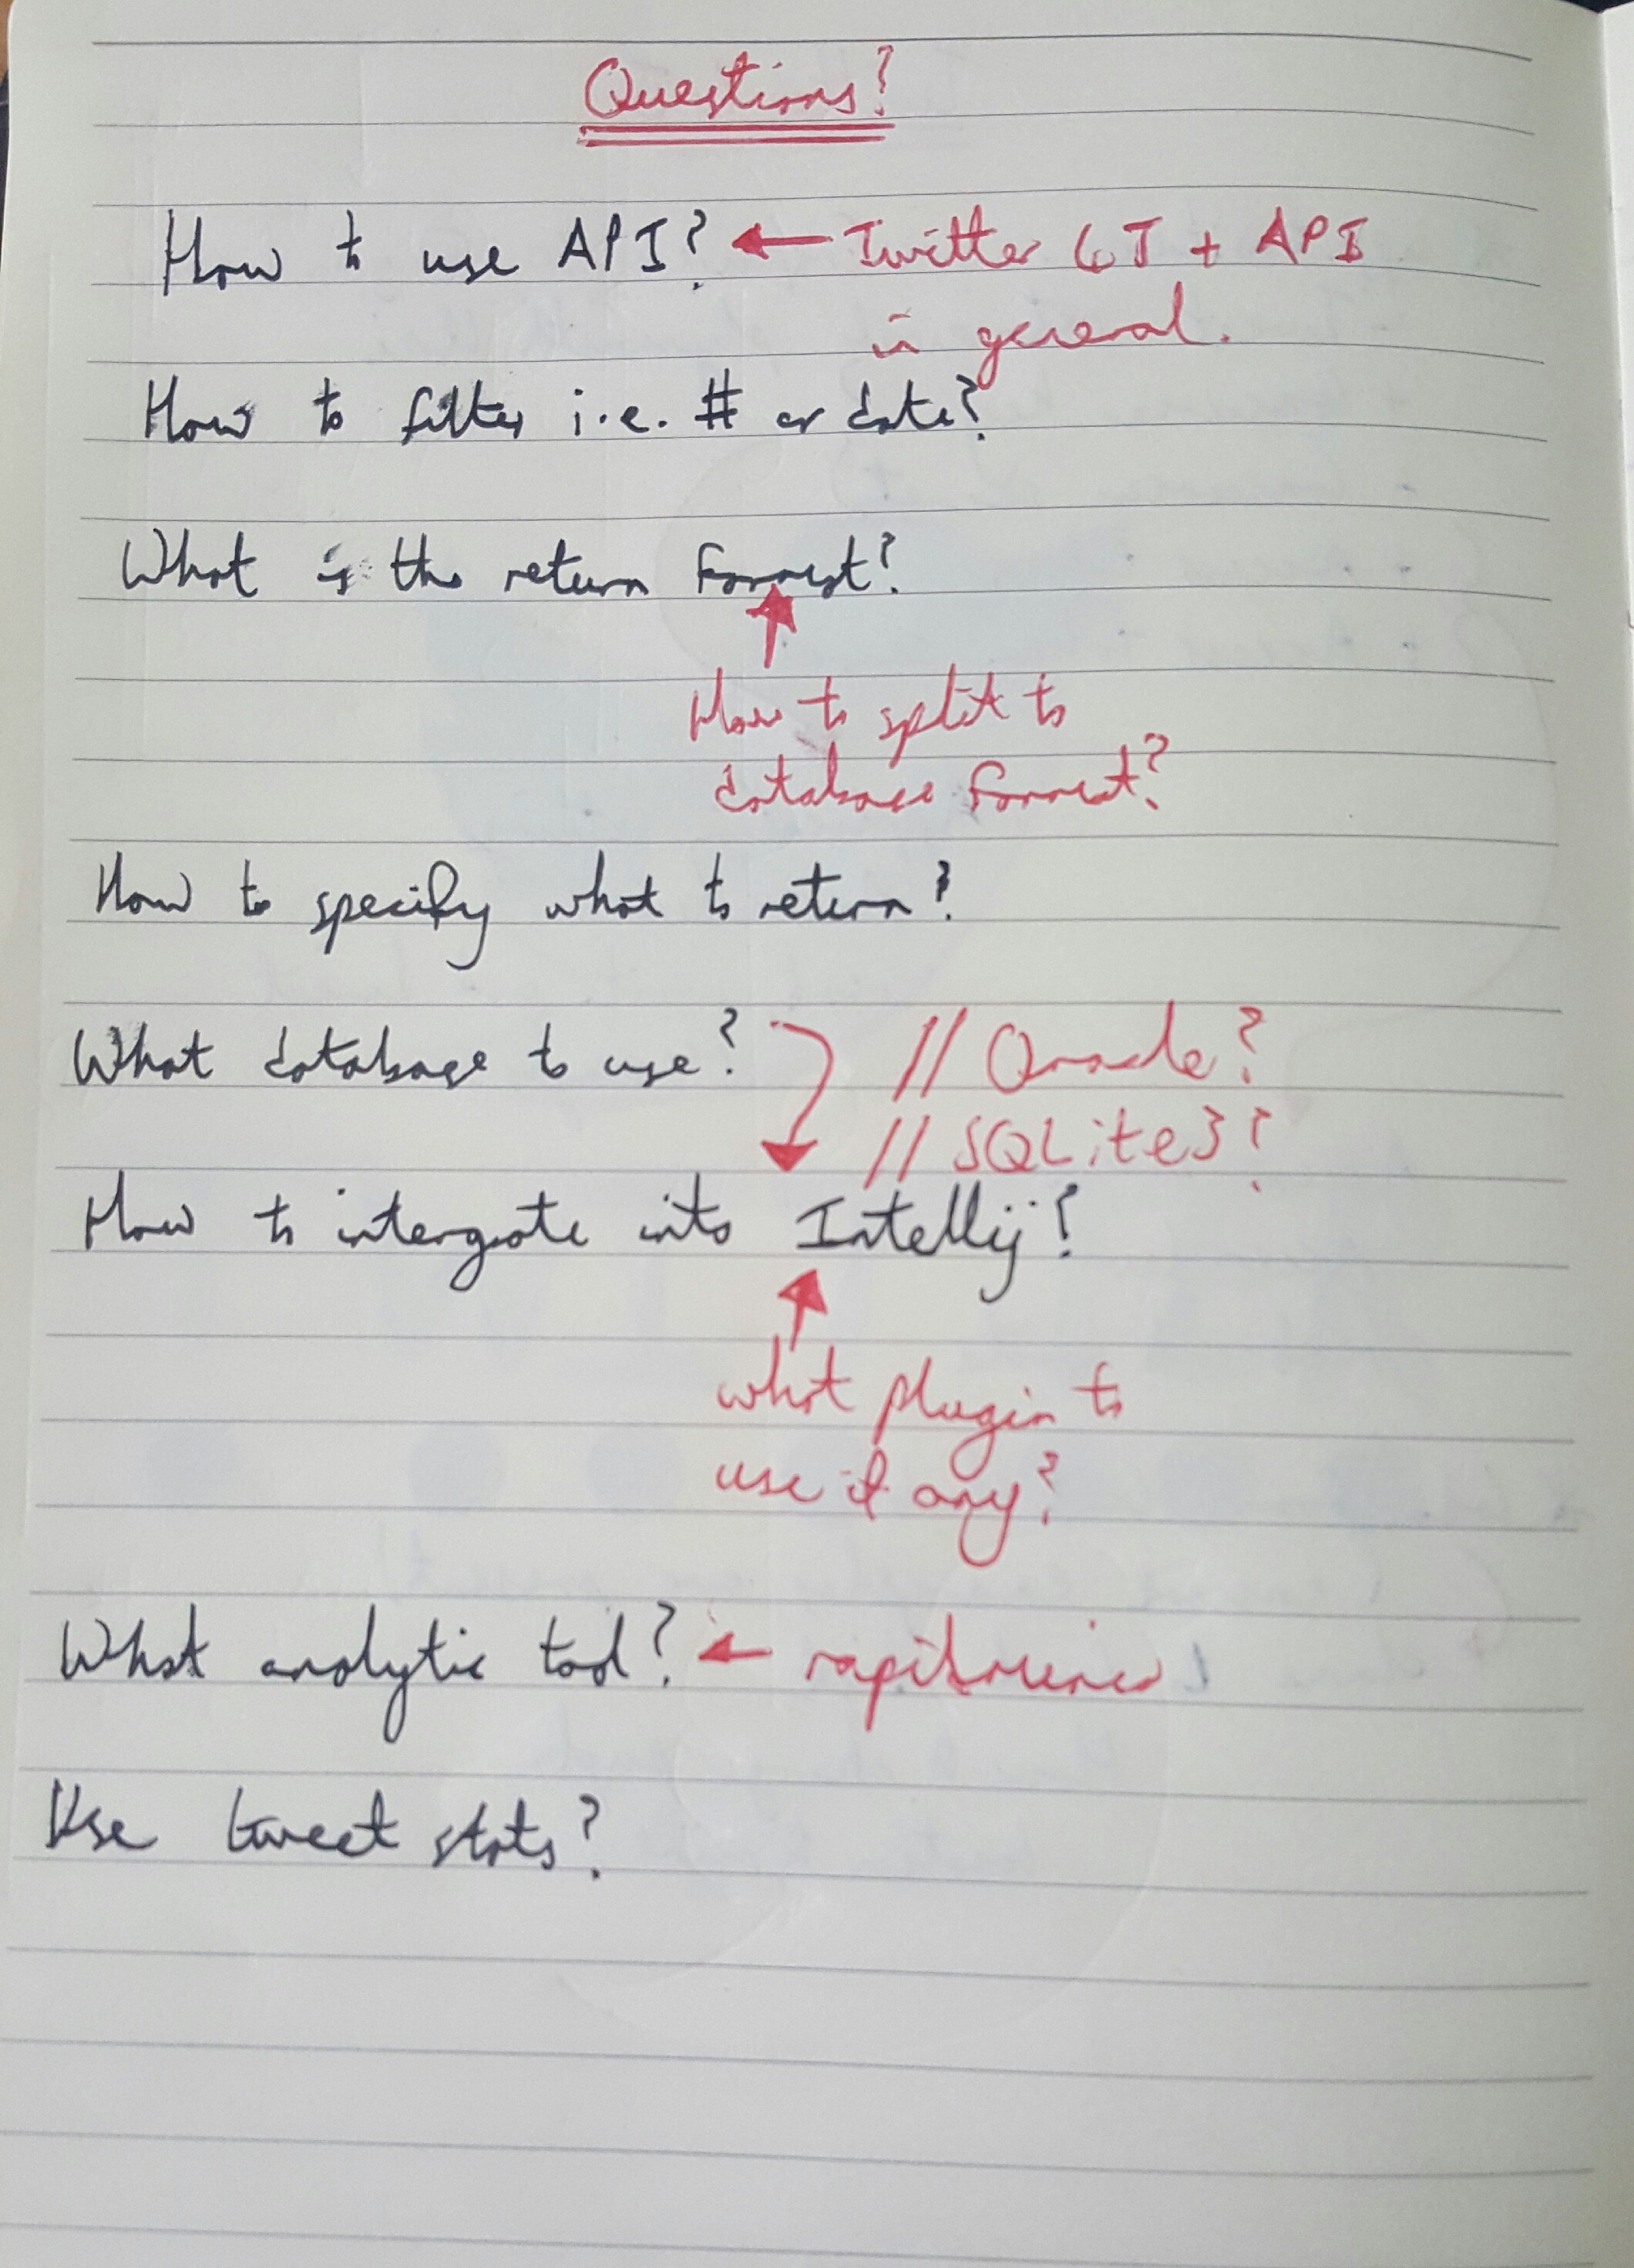 Questions?
How to use API? ← Twitter 4J + API
in general.
How to filter i.e. # or date?
What is the return format?
How to split to
database format?
How to specify what to return?
What database to use? // Oracle?
// SQLite3?
How to intergrate into Intellij?
what plugin to
use if any?
What analytic tool? ← rapidminer
Use tweet stats?